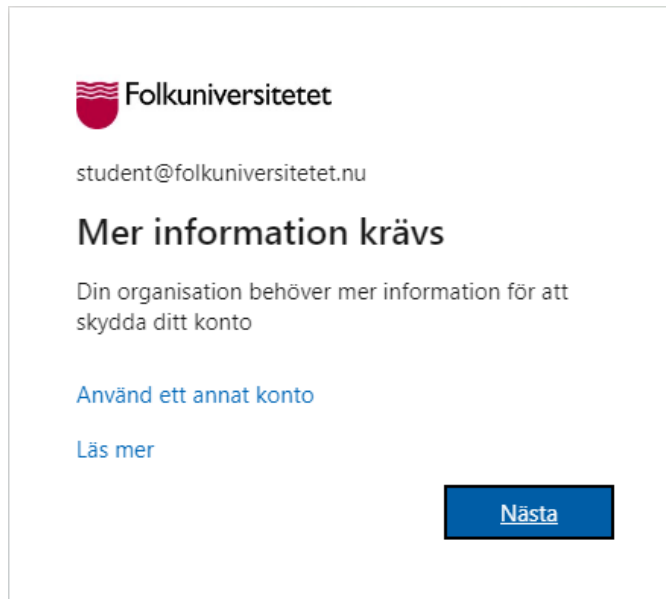 Folkuniversitetet
student@folkuniversitetet.nu
Mer information krävs
Din organisation behöver mer information för att
skydda ditt konto
Använd ett annat konto
Läs mer
Nästa